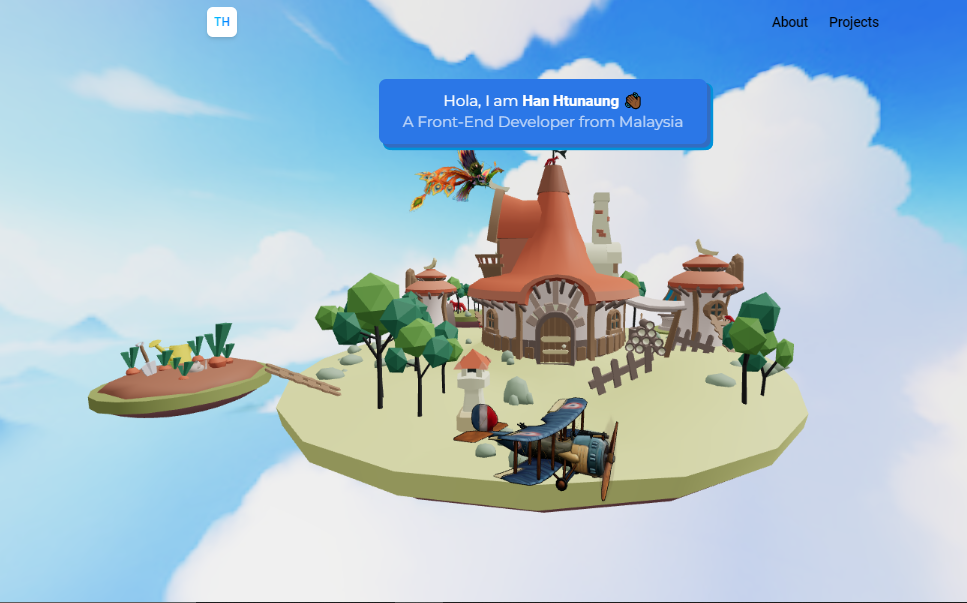 TH
About
Projects
Hola, I am Han Htunaung 👋🏾
A Front-End Developer from Malaysia